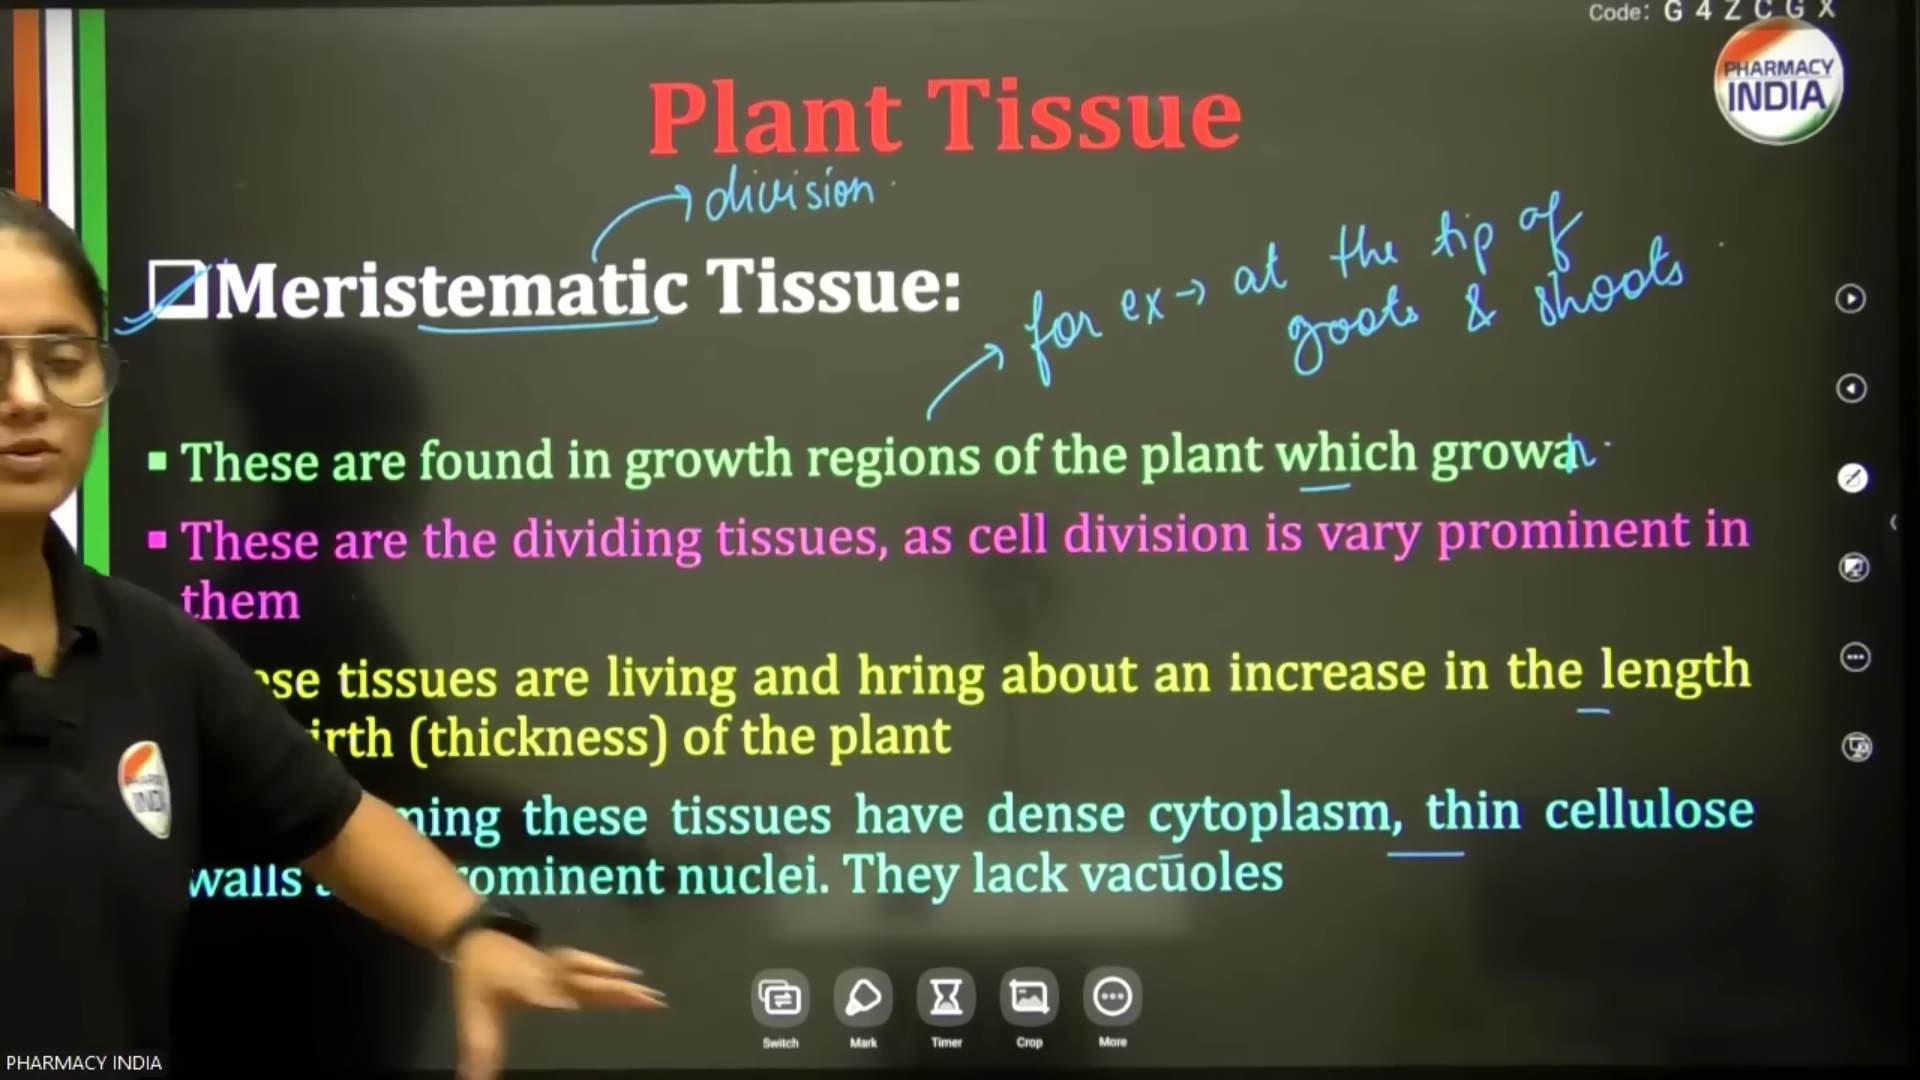 Code: G 4 Z C G X
PHARMACY
INDIA
Plant Tissue
division
Meristematic Tissue:
for ex → at the tip of
roots & shoots
These are found in growth regions of the plant which grow
These are the dividing tissues, as cell division is vary prominent in
them
tissues are living and hring about an increase in the length
(thickness) of the plant
these tissues have dense cytoplasm, thin cellulose
walls nuclei. They lack vacuoles
Switch Mark Timer Crop More
PHARMACY INDIA